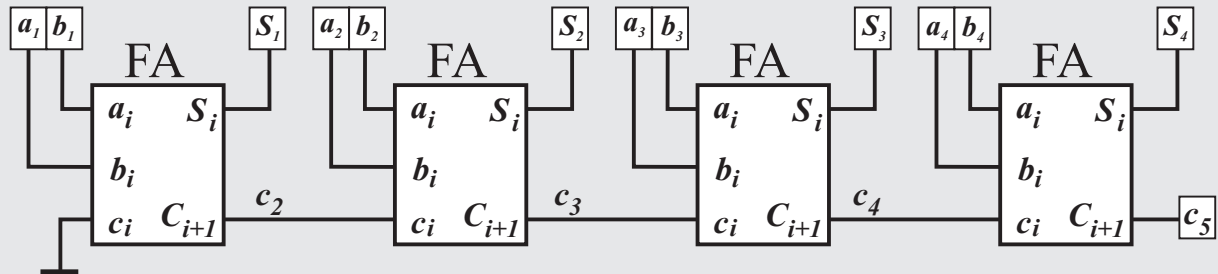 a1 b1 S1 a2 b2 S2 a3 b3 S3 a4 b4 S4
FA FA FA FA
ai Si ai Si ai Si ai Si
bi bi bi bi
c2 c3 c4
ci Ci+1 ci Ci+1 ci Ci+1 ci Ci+1 c5